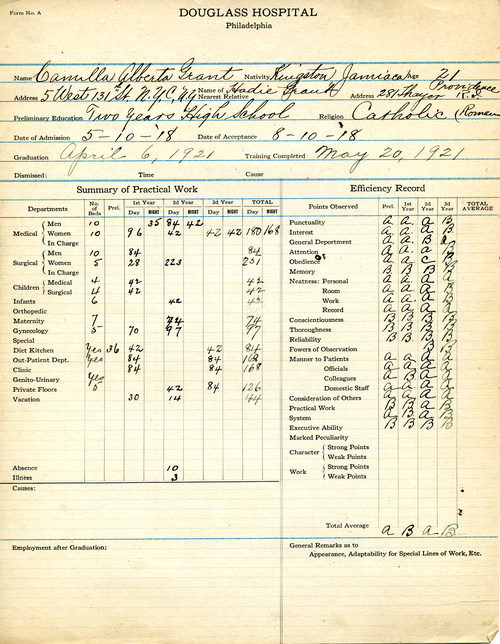 Form No. A
DOUGLASS HOSPITAL
Philadelphia
Name Camilla Alberta Grant Nativity Kingston Jamaica Age 21
Address 5 West 131st St. N.Y.C. NY Name of Nearest Relative Sadie Grant Address 281 Thayer Providence R.I.
Preliminary Education Two years High School Religion Catholic (Roman
Date of Admission 5-10-18 Date of Acceptance 8-10-18
Graduation April 6, 1921 Training Completed May 20, 1921
Dismissed: Time Cause
Summary of Practical Work
Departments No. of Beds Prel. 1st Year 2d Year 3d Year TOTAL
Day NIGHT Day NIGHT Day NIGHT Day NIGHT
Medical Men 10 35 84 42
Women 10 96 42 42 42 180 168
In Charge
Surgical Men 10 84 84
Women 5 28 223 251
In Charge
Children Medical 4 42 42
Surgical 4 42 42
Infants 6 42 42
Orthopedic
Maternity 7 74 74
Gynecology 5 70 97 97
Special
Diet Kitchen Yes 36 42 42 84
Out-Patient Dept. Yes 84 84 168
Clinic 84 84 168
Genito-Urinary Yes
Private Floors 5 42 84 126
Vacation 30 14 44
Absence 10
Illness 3
Causes:
Employment after Graduation:
Efficiency Record
Points Observed Prel. 1st Year 2d Year 3d Year TOTAL AVERAGE
Punctuality A A A B
Interest A A A B
General Department A A B
Attention A A A B
Obedience A A C B
Memory B B B B
Neatness: Personal A A A B
Room A A A B
Work A A A B
Record A A A B
Conscientiousness B B B B
Thoroughness B B B B
Reliability B B B B
Powers of Observation B B
Manner to Patients A A A A
Officials A A A A
Colleagues A B A A
Domestic Staff A A A A
Consideration of Others A A A A
Practical Work B B A B
System A B A B
Executive Ability B B B B
Marked Peculiarity
Character Strong Points
Weak Points
Work Strong Points
Weak Points
Total Average A B A B
General Remarks as to
Appearance, Adaptability for Special Lines of Work, Etc.